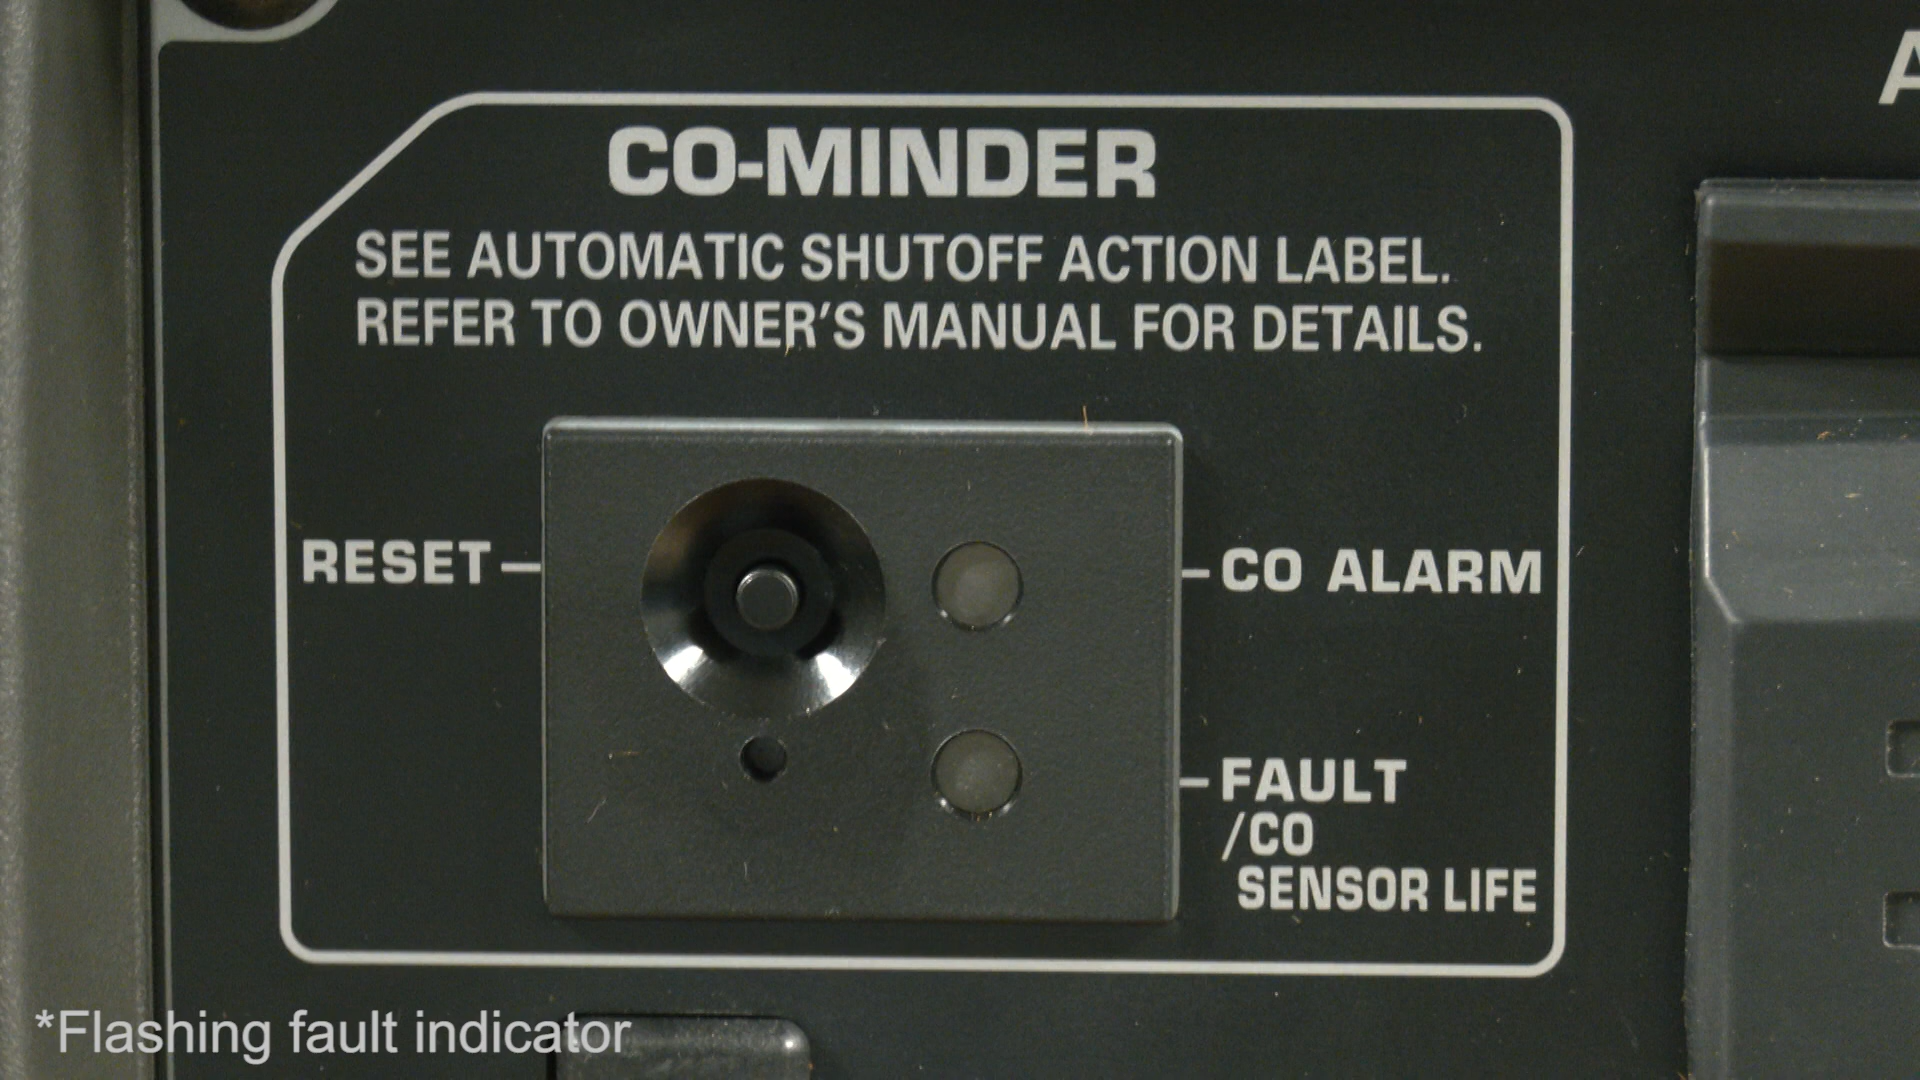 CO-MINDER
SEE AUTOMATIC SHUTOFF ACTION LABEL.
REFER TO OWNER'S MANUAL FOR DETAILS.
RESET
CO ALARM
FAULT
/CO
SENSOR LIFE
*Flashing fault indicator